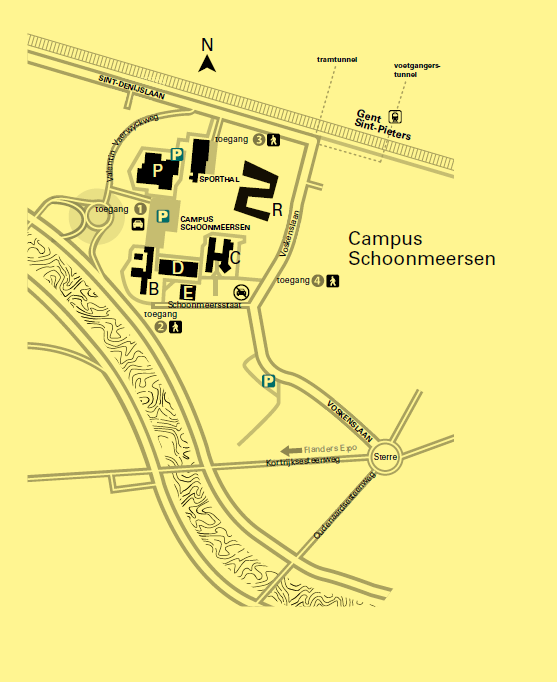 N
tramtunnel
voetgangers-
tunnel
SINT-DENIJSLAAN
Gent
Sint-Pieters
Valentin Vaerwyckweg
toegang 3
P
P
SPORTHAL
R
toegang 1
P
CAMPUS
SCHOONMEERSEN
Voskenslaan
Campus
Schoonmeersen
C
D
B
E
toegang 4
Schoonmeersstraat
toegang
2
P
VOSKENSLAAN
Flanders Expo
Kortrijksesteenweg
Sterre
Oudenaardsesteenweg